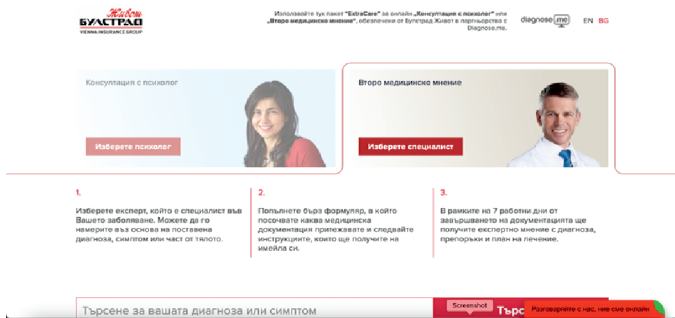 Живот
БУЛСТРАД
VIENNA INSURANCE GROUP
Използвайте тук пакет "ExtraCare" за онлайн „Консултация с психолог" или
„Второ медицинско мнение", обезпечени от Булстрад Живот в партньорство с
Diagnose.me.
diagnose.me
EN BG
Консултация с психолог
Изберете психолог
Второ медицинско мнение
Изберете специалист
1.
Изберете експерт, който е специалист във
Вашето заболяване. Можете да го
намерите въз основа на поставена
диагноза, симптом или част от тялото.
2.
Попълнете бърз формуляр, в който
посочвате каква медицинска
документация притежавате и следвайте
инструкциите, които ще получите на
имейла си.
3.
В рамките на 7 работни дни от
завършването на документацията ще
получите експертно мнение с диагноза,
препоръки и план на лечение.
Търсене за вашата диагноза или симптом
Screenshot
Търс
Разговаряйте с нас, ние сме онлайн